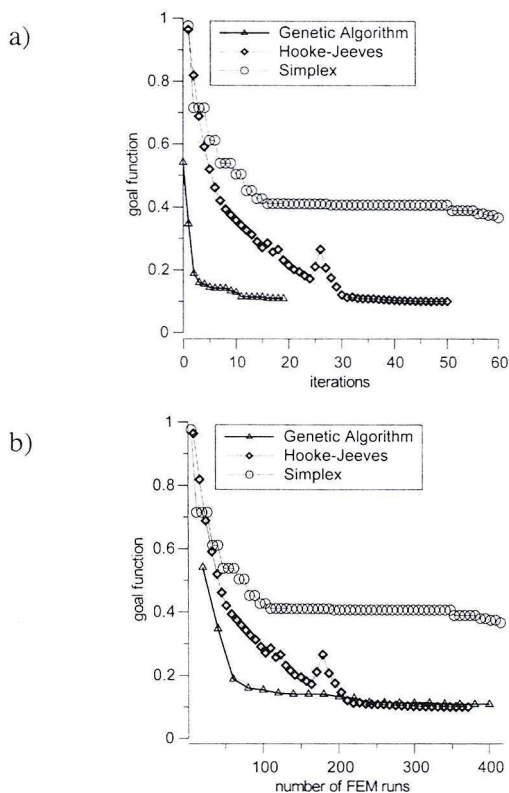 a)
Genetic Algorithm
Hooke-Jeeves
Simplex
goal function
1
0.8
0.6
0.4
0.2
0
0 10 20 30 40 50 60
iterations
b)
Genetic Algorithm
Hooke-Jeeves
Simplex
goal function
1
0.8
0.6
0.4
0.2
0
100 200 300 400
number of FEM runs